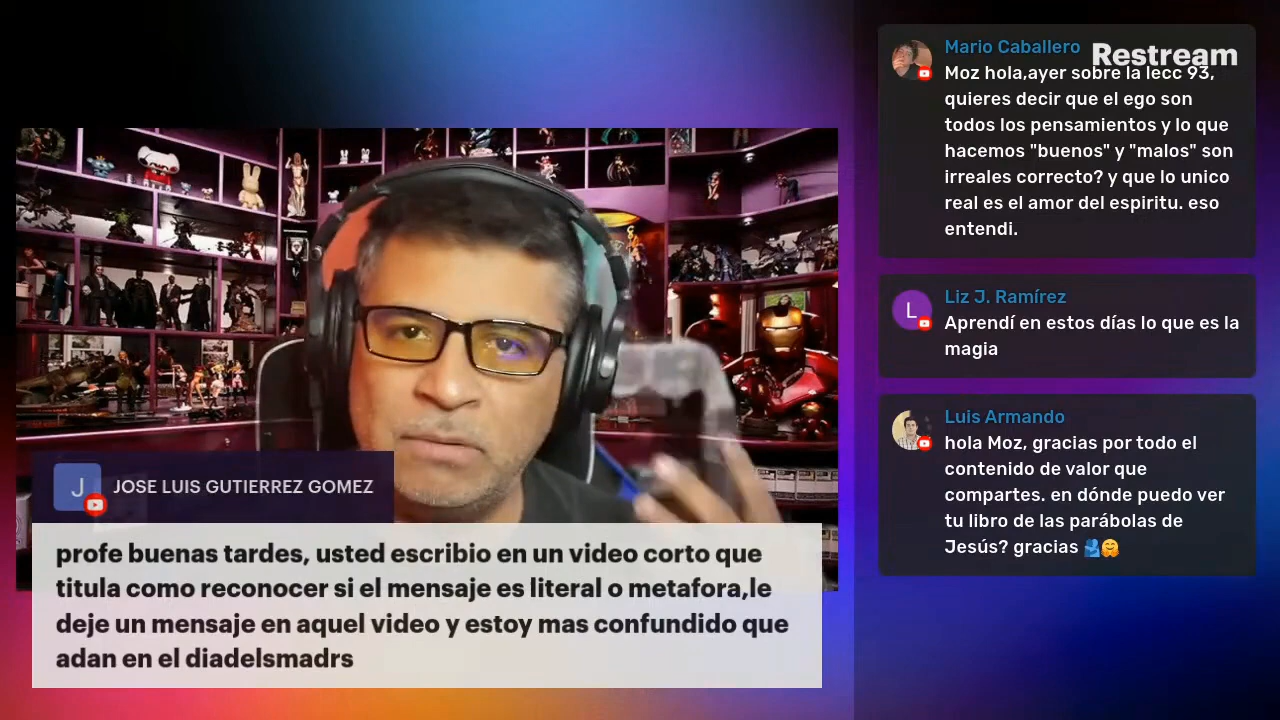 Restream
Mario Caballero
Moz hola,ayer sobre la lecc 93,
quieres decir que el ego son
todos los pensamientos y lo que
hacemos "buenos" y "malos" son
irreales correcto? y que lo unico
real es el amor del espiritu. eso
entendi.
L
Liz J. Ramírez
Aprendí en estos días lo que es la
magia
Luis Armando
hola Moz, gracias por todo el
contenido de valor que
compartes. en dónde puedo ver
tu libro de las parábolas de
Jesús? gracias 🫂🤗
J
JOSE LUIS GUTIERREZ GOMEZ
profe buenas tardes, usted escribio en un video corto que
titula como reconocer si el mensaje es literal o metafora,le
deje un mensaje en aquel video y estoy mas confundido que
adan en el diadelsmadrs